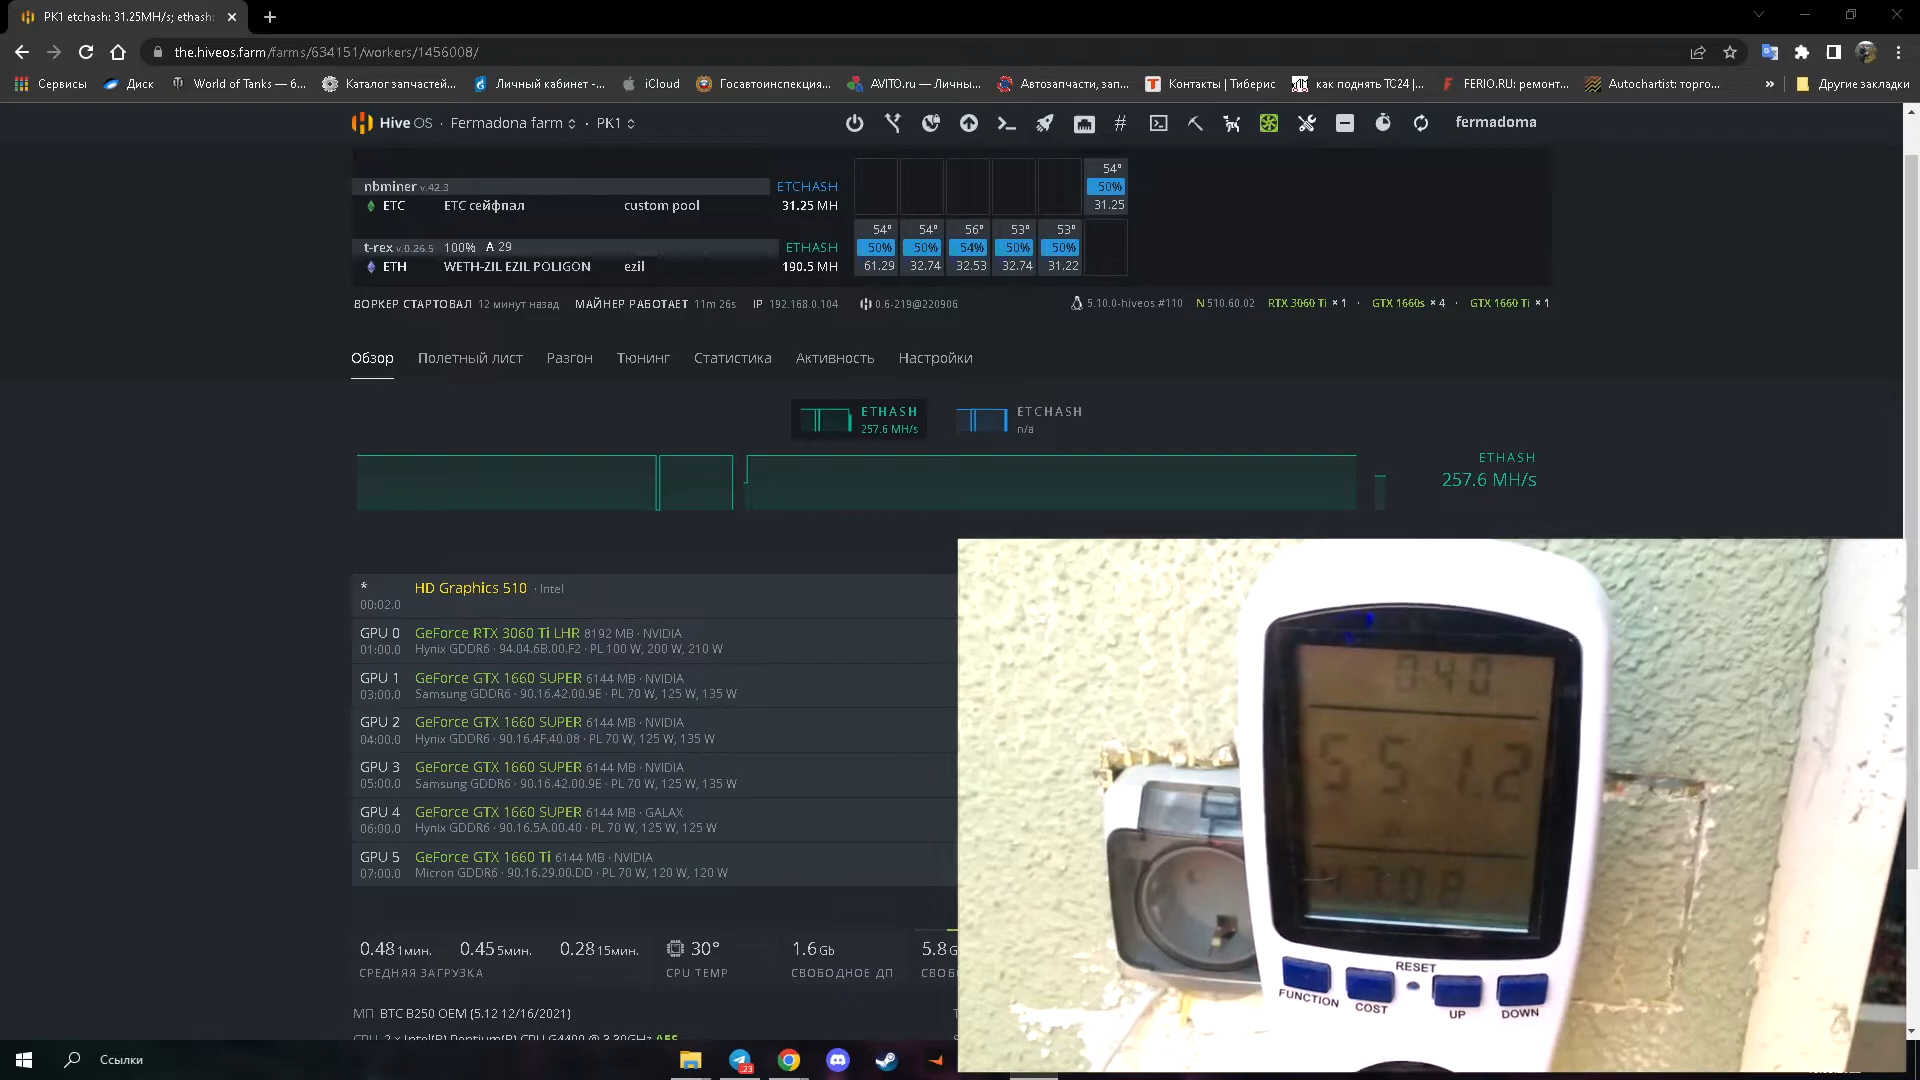 PK1 etchash: 31.25MH/s; ethash:
the.hiveos.farm/farms/634151/workers/1456008/
Сервисы
Диск
World of Tanks — б...
Каталог запчастей...
Личный кабинет -...
iCloud
Госавтоинспекция...
AVITO.ru — Личны...
Автозапчасти, зап...
Контакты | Тиберис
как поднять TC24 |...
FERIO.RU: ремонт...
Autochartist: торго...
»
Другие закладки
Hive OS · Fermadona farm · PK1
fermadoma
nbminer v.42.3 ETCHASH
ETC ETC сейфпал custom pool 31.25 MH
54°
50%
31.25
t-rex v.0.26.5 100% A 29 ETHASH
ETH WETH-ZIL EZIL POLIGON ezil 190.5 MH
54° 54° 56° 53° 53°
50% 50% 54% 50% 50%
61.29 32.74 32.53 32.74 31.22
ВОРКЕР СТАРТОВАЛ 12 минут назад МАЙНЕР РАБОТАЕТ 11m 26s IP 192.168.0.104 0.6-219@220906
5.10.0-hiveos #110 N 510.60.02 RTX 3060 Ti × 1 · GTX 1660s × 4 · GTX 1660 Ti × 1
Обзор Полетный лист Разгон Тюнинг Статистика Активность Настройки
ETHASH
257.6 MH/s
ETCHASH
n/a
ETHASH
257.6 MH/s
* HD Graphics 510 · Intel
00:02.0
GPU 0 GeForce RTX 3060 Ti LHR 8192 MB · NVIDIA
01:00.0 Hynix GDDR6 · 94.04.6B.00.F2 · PL 100 W, 200 W, 210 W
GPU 1 GeForce GTX 1660 SUPER 6144 MB · NVIDIA
03:00.0 Samsung GDDR6 · 90.16.42.00.9E · PL 70 W, 125 W, 135 W
GPU 2 GeForce GTX 1660 SUPER 6144 MB · NVIDIA
04:00.0 Hynix GDDR6 · 90.16.4F.40.08 · PL 70 W, 125 W, 135 W
GPU 3 GeForce GTX 1660 SUPER 6144 MB · NVIDIA
05:00.0 Samsung GDDR6 · 90.16.42.00.9E · PL 70 W, 125 W, 135 W
GPU 4 GeForce GTX 1660 SUPER 6144 MB · GALAX
06:00.0 Hynix GDDR6 · 90.16.5A.00.40 · PL 70 W, 125 W, 125 W
GPU 5 GeForce GTX 1660 Ti 6144 MB · NVIDIA
07:00.0 Micron GDDR6 · 90.16.29.00.DD · PL 70 W, 120 W, 120 W
0.48 1мин. 0.45 5мин. 0.28 15мин. 30° 1.6 Gb 5.8
СРЕДНЯЯ ЗАГРУЗКА CPU TEMP СВОБОДНОЕ ДП
МП BTC B250 OEM (5.12 12/16/2021)
CPU 2 × Intel(R) Pentium(R) CPU G4400 @ 3.30GHz AES
0.40
551.2
RESET
FUNCTION COST UP DOWN
Ссылки
23